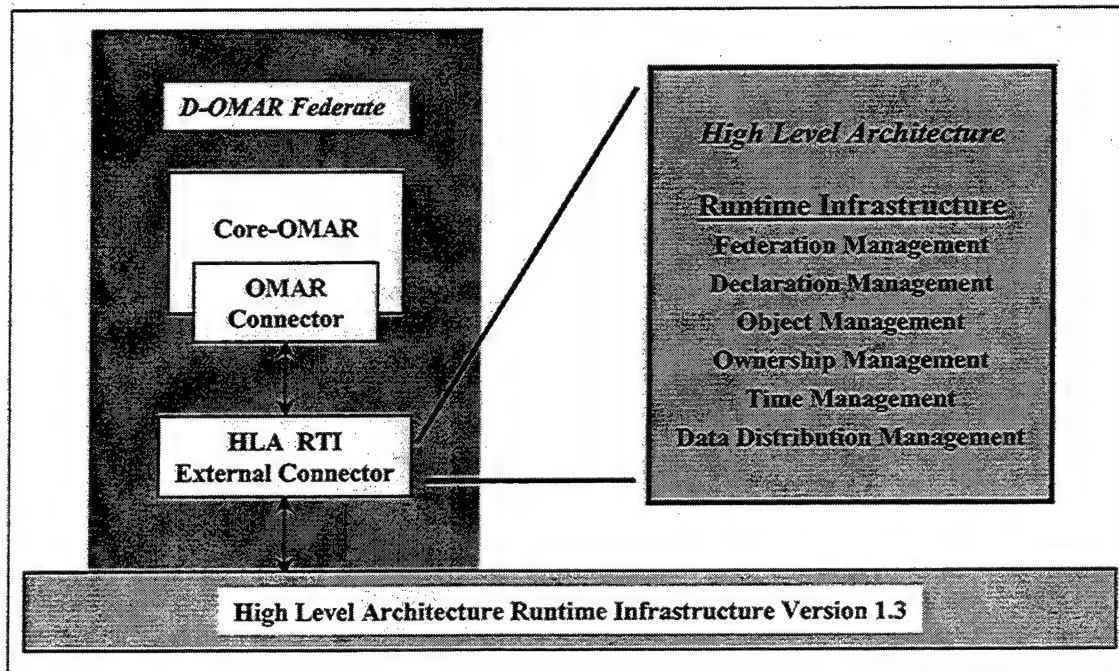 D-OMAR Federate
Core-OMAR
OMAR
Connector
HLA RTI
External Connector
High Level Architecture
Runtime Infrastructure
Federation Management
Declaration Management
Object Management
Ownership Management
Time Management
Data Distribution Management
High Level Architecture Runtime Infrastructure Version 1.3